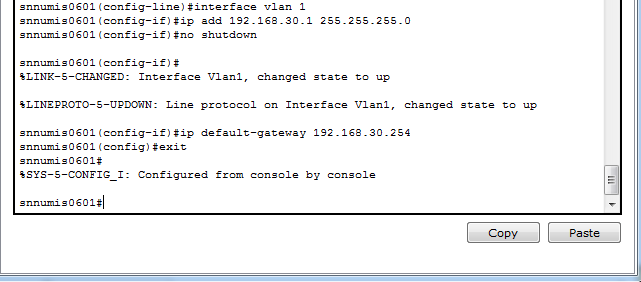 snnumis0601(config-line)#interface vlan 1
snnumis0601(config-if)#ip add 192.168.30.1 255.255.255.0
snnumis0601(config-if)#no shutdown
snnumis0601(config-if)#
%LINK-5-CHANGED: Interface Vlan1, changed state to up
%LINEPROTO-5-UPDOWN: Line protocol on Interface Vlan1, changed state to up
snnumis0601(config-if)#ip default-gateway 192.168.30.254
snnumis0601(config)#exit
snnumis0601#
%SYS-5-CONFIG_I: Configured from console by console
snnumis0601#
Copy Paste